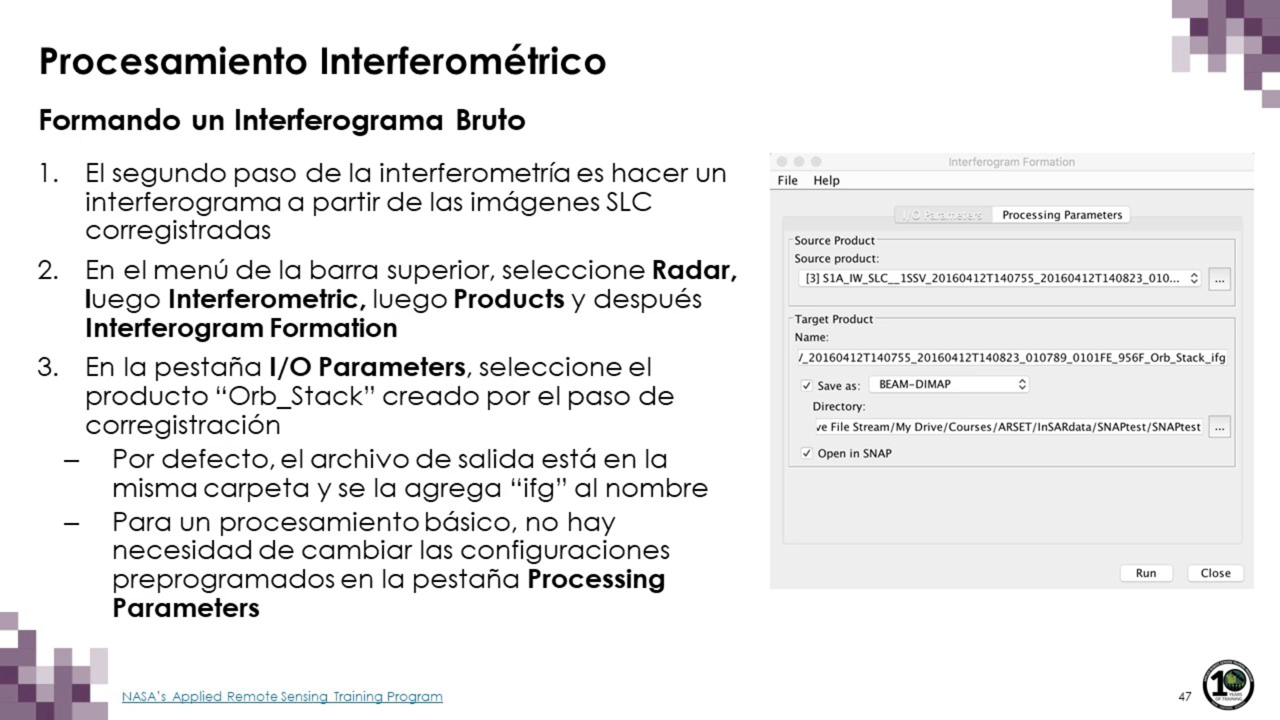 Procesamiento Interferométrico
Formando un Interferograma Bruto
1. El segundo paso de la interferometría es hacer un
interferograma a partir de las imágenes SLC
corregistradas
2. En el menú de la barra superior, seleccione Radar,
luego Interferometric, luego Products y después
Interferogram Formation
3. En la pestaña I/O Parameters, seleccione el
producto “Orb_Stack” creado por el paso de
corregistración
– Por defecto, el archivo de salida está en la
misma carpeta y se la agrega “ifg” al nombre
– Para un procesamiento básico, no hay
necesidad de cambiar las configuraciones
preprogramados en la pestaña Processing
Parameters
Interferogram Formation
File Help
I/O Parameters Processing Parameters
Source Product
Source product:
[3] S1A_IW_SLC__1SSV_20160412T140755_20160412T140823_010... ...
Target Product
Name:
/_20160412T140755_20160412T140823_010789_0101FE_956F_Orb_Stack_ifg
Save as: BEAM-DIMAP
Directory:
ve File Stream/My Drive/Courses/ARSET/InSARdata/SNAPtest/SNAPtest ...
Open in SNAP
Run Close
NASA's Applied Remote Sensing Training Program
47
10
YEARS
OF TRAINING